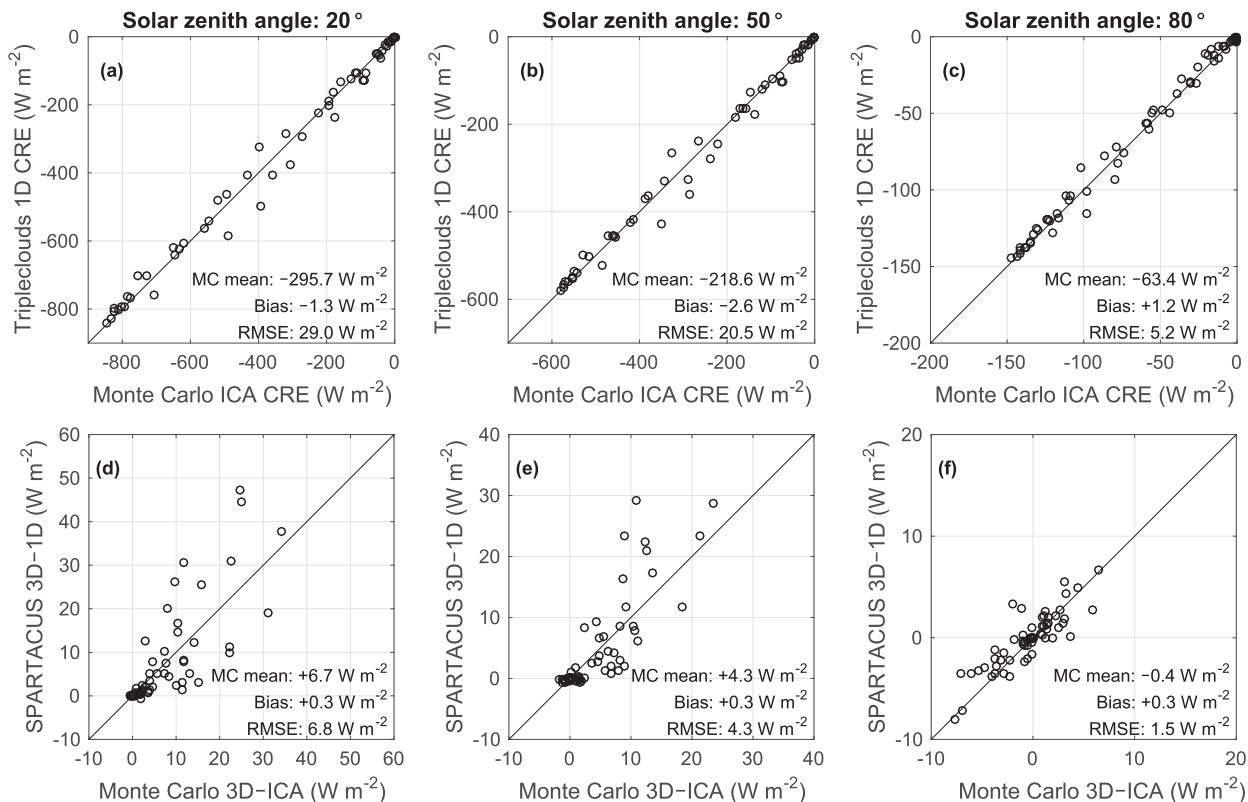 Solar zenith angle: 20°
Solar zenith angle: 50°
Solar zenith angle: 80°
(a)
Tripleclouds 1D CRE (W m⁻²)
0
-200
-400
-600
-800
MC mean: −295.7 W m⁻²
Bias: −1.3 W m⁻²
RMSE: 29.0 W m⁻²
-800 -600 -400 -200 0
Monte Carlo ICA CRE (W m⁻²)
(b)
Tripleclouds 1D CRE (W m⁻²)
0
-200
-400
-600
MC mean: −218.6 W m⁻²
Bias: −2.6 W m⁻²
RMSE: 20.5 W m⁻²
-600 -400 -200 0
Monte Carlo ICA CRE (W m⁻²)
(c)
Tripleclouds 1D CRE (W m⁻²)
0
-50
-100
-150
-200
MC mean: −63.4 W m⁻²
Bias: +1.2 W m⁻²
RMSE: 5.2 W m⁻²
-200 -150 -100 -50 0
Monte Carlo ICA CRE (W m⁻²)
(d)
SPARTACUS 3D−1D (W m⁻²)
60
50
40
30
20
10
0
-10
MC mean: +6.7 W m⁻²
Bias: +0.3 W m⁻²
RMSE: 6.8 W m⁻²
-10 0 10 20 30 40 50 60
Monte Carlo 3D−ICA (W m⁻²)
(e)
SPARTACUS 3D−1D (W m⁻²)
40
30
20
10
0
-10
MC mean: +4.3 W m⁻²
Bias: +0.3 W m⁻²
RMSE: 4.3 W m⁻²
-10 0 10 20 30 40
Monte Carlo 3D−ICA (W m⁻²)
(f)
SPARTACUS 3D−1D (W m⁻²)
20
10
0
-10
MC mean: −0.4 W m⁻²
Bias: +0.3 W m⁻²
RMSE: 1.5 W m⁻²
-10 0 10 20
Monte Carlo 3D−ICA (W m⁻²)